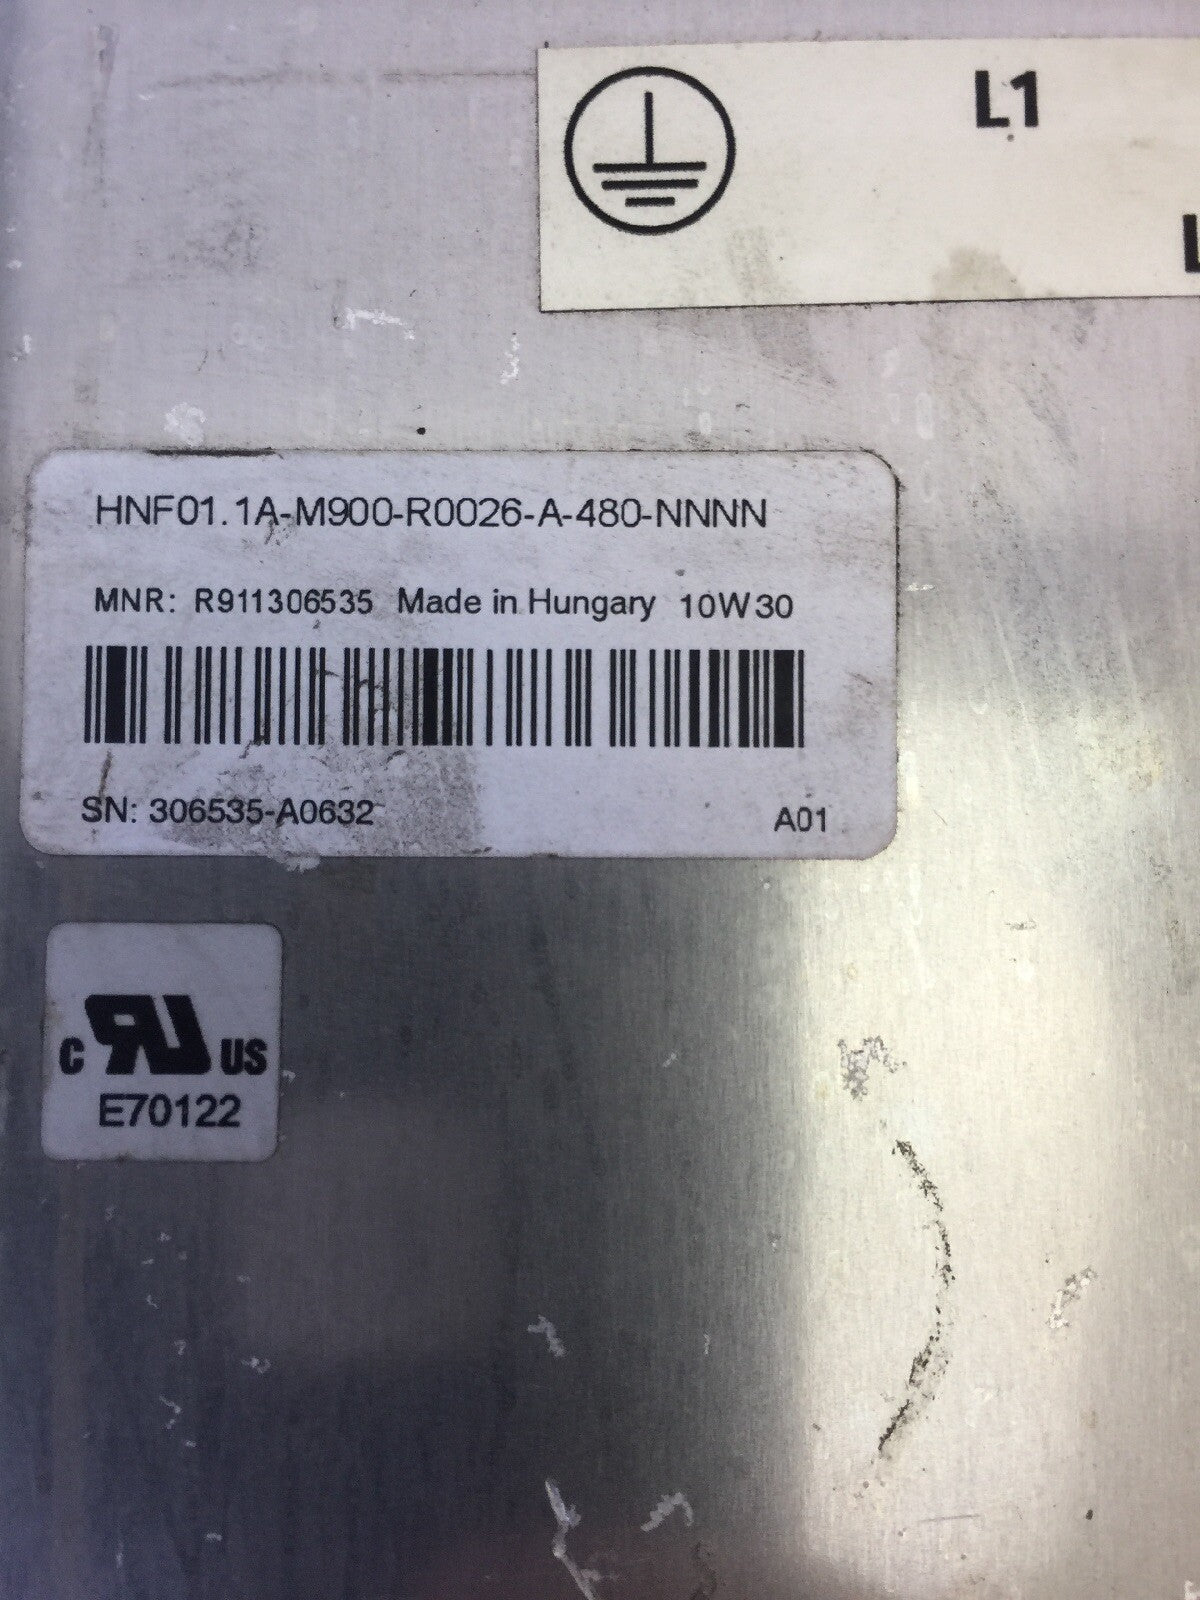 L1
L
HNF01.1A-M900-R0026-A-480-NNNN
MNR: R911306535 Made in Hungary 10W30
SN: 306535-A0632 A01
C RU US
E70122